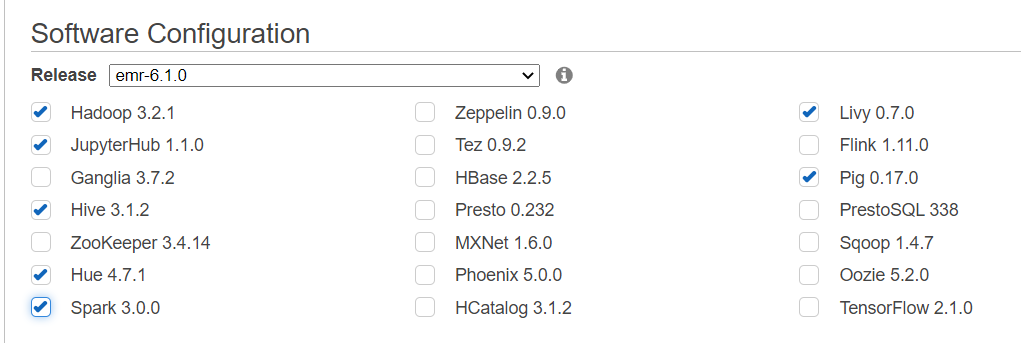 Software Configuration
Release emr-6.1.0
Hadoop 3.2.1 Zeppelin 0.9.0 Livy 0.7.0
JupyterHub 1.1.0 Tez 0.9.2 Flink 1.11.0
Ganglia 3.7.2 HBase 2.2.5 Pig 0.17.0
Hive 3.1.2 Presto 0.232 PrestoSQL 338
ZooKeeper 3.4.14 MXNet 1.6.0 Sqoop 1.4.7
Hue 4.7.1 Phoenix 5.0.0 Oozie 5.2.0
Spark 3.0.0 HCatalog 3.1.2 TensorFlow 2.1.0